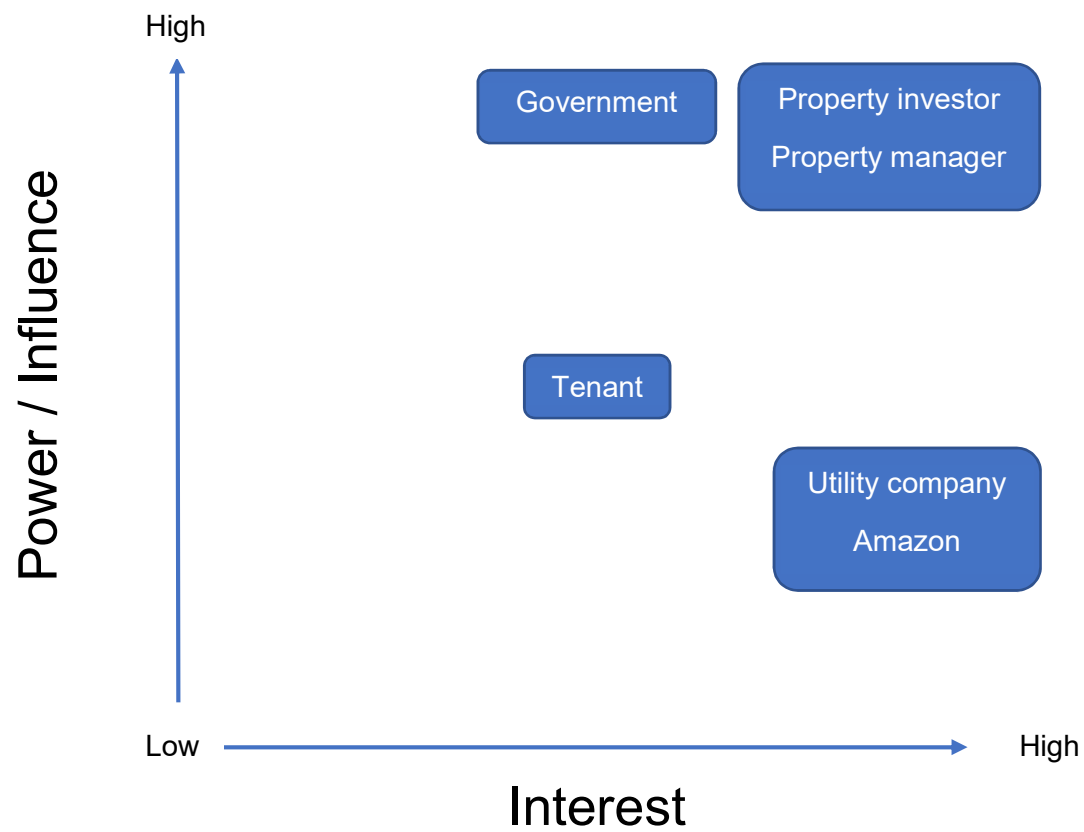 High
Government
Property investor
Property manager
Power / Influence
Tenant
Utility company
Amazon
Low
High
Interest